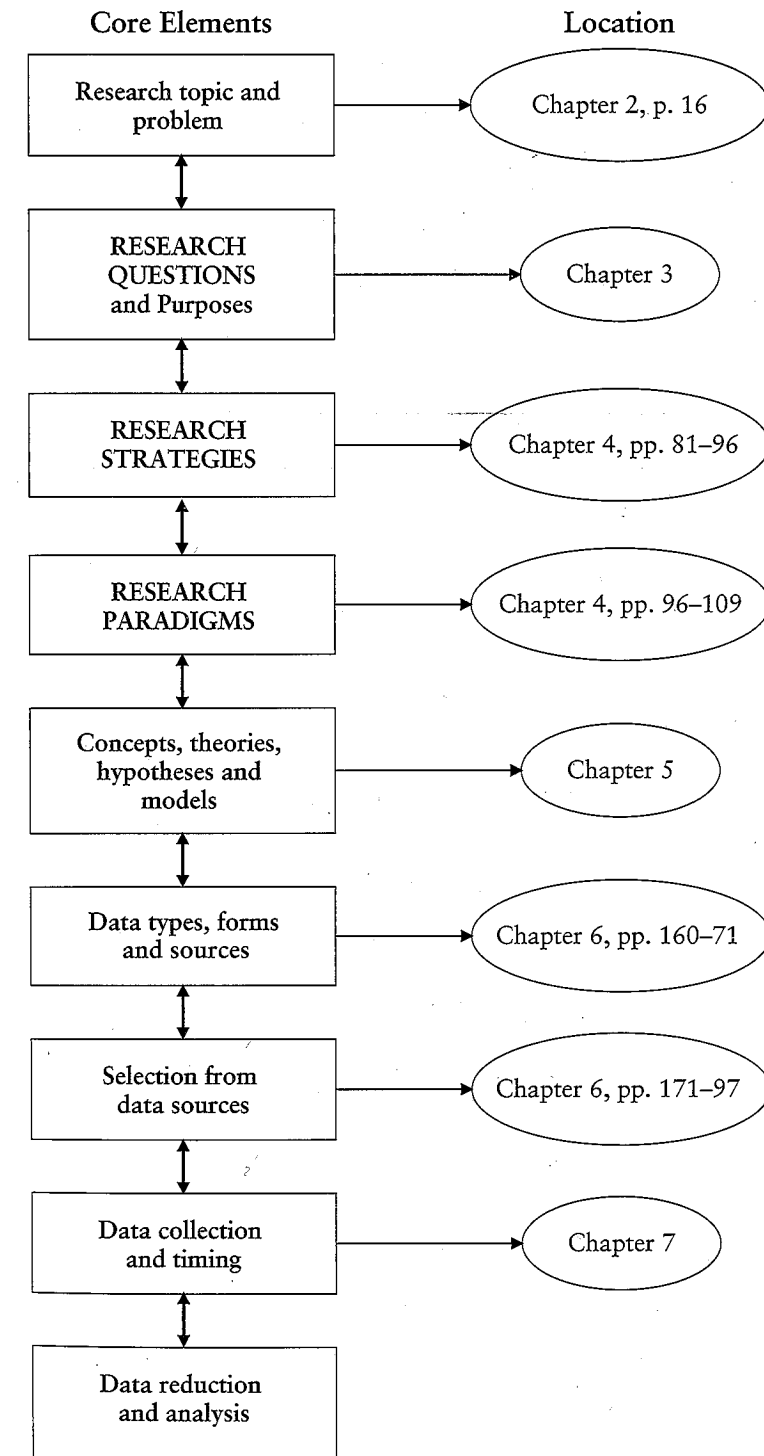 Core Elements
Location
Research topic and
problem
Chapter 2, p. 16
RESEARCH
QUESTIONS
and Purposes
Chapter 3
RESEARCH
STRATEGIES
Chapter 4, pp. 81–96
RESEARCH
PARADIGMS
Chapter 4, pp. 96–109
Concepts, theories,
hypotheses and
models
Chapter 5
Data types, forms
and sources
Chapter 6, pp. 160–71
Selection from
data sources
Chapter 6, pp. 171–97
Data collection
and timing
Chapter 7
Data reduction
and analysis